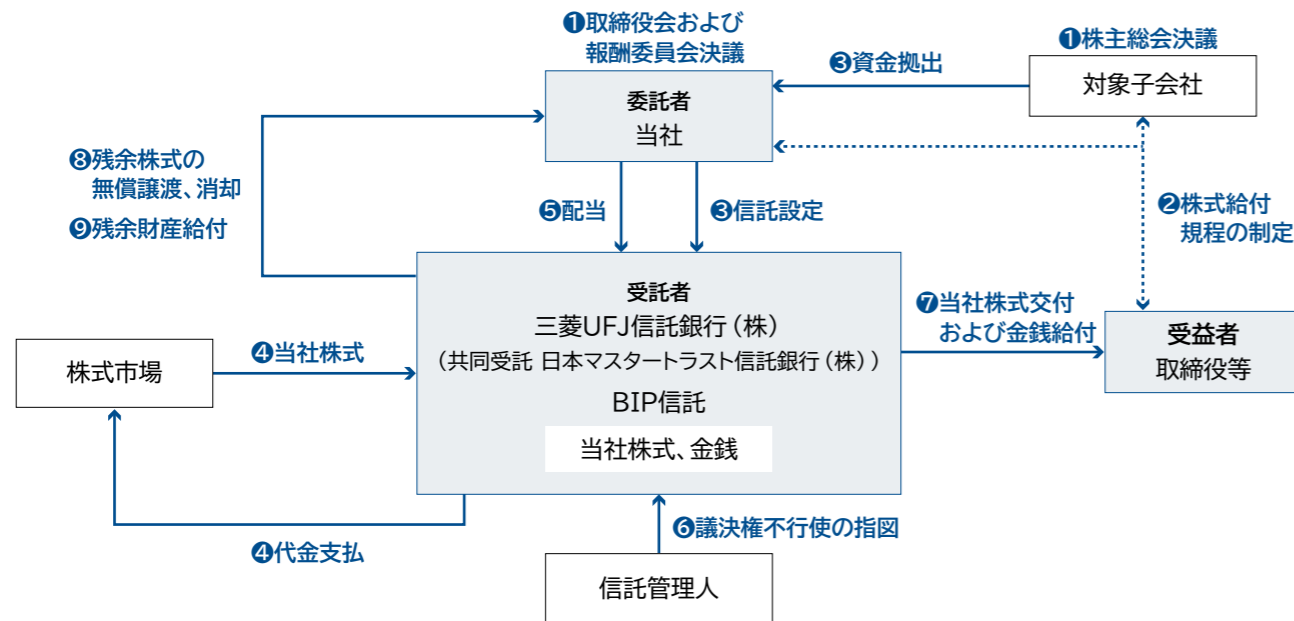 ❶取締役会および
報酬委員会決議
❶株主総会決議
❸資金拠出
委託者
当社
対象子会社
❽残余株式の
無償譲渡、消却
❾残余財産給付
❺配当
❸信託設定
❷株式給付
規程の制定
受託者
三菱UFJ信託銀行（株）
（共同受託 日本マスタートラスト信託銀行（株））
BIP信託
当社株式、金銭
❼当社株式交付
および金銭給付
受益者
取締役等
株式市場
❹当社株式
❹代金支払
❻議決権不行使の指図
信託管理人